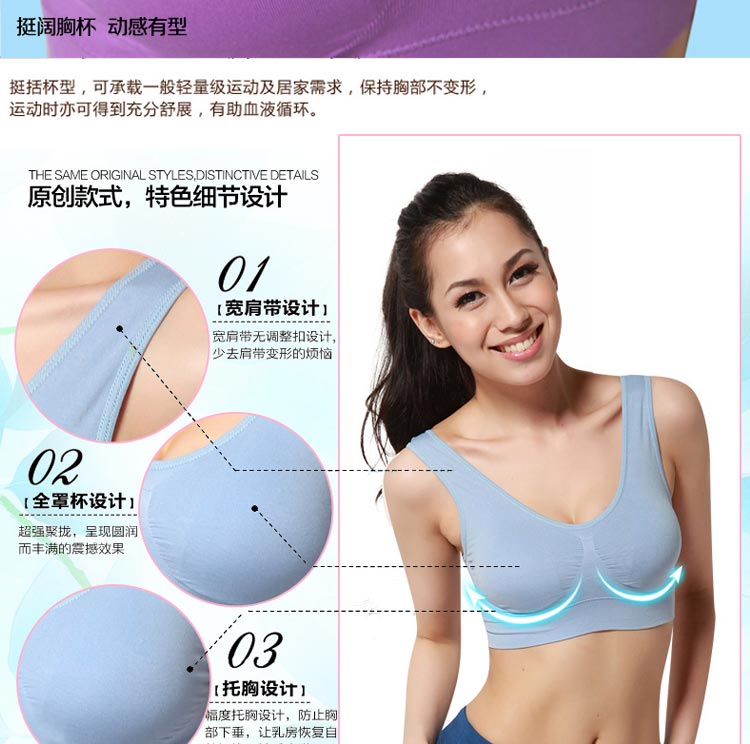 挺阔胸杯 动感有型
挺括杯型，可承载一般轻量级运动及居家需求，保持胸部不变形，
运动时亦可得到充分舒展，有助血液循环。
THE SAME ORIGINAL STYLES,DISTINCTIVE DETAILS
原创款式，特色细节设计
01
【宽肩带设计】
宽肩带无调整扣设计,
少去肩带变形的烦恼
02
【全罩杯设计】
超强聚拢，呈现圆润
而丰满的震撼效果
03
【托胸设计】
幅度托胸设计，防止胸
部下垂，让乳房恢复自